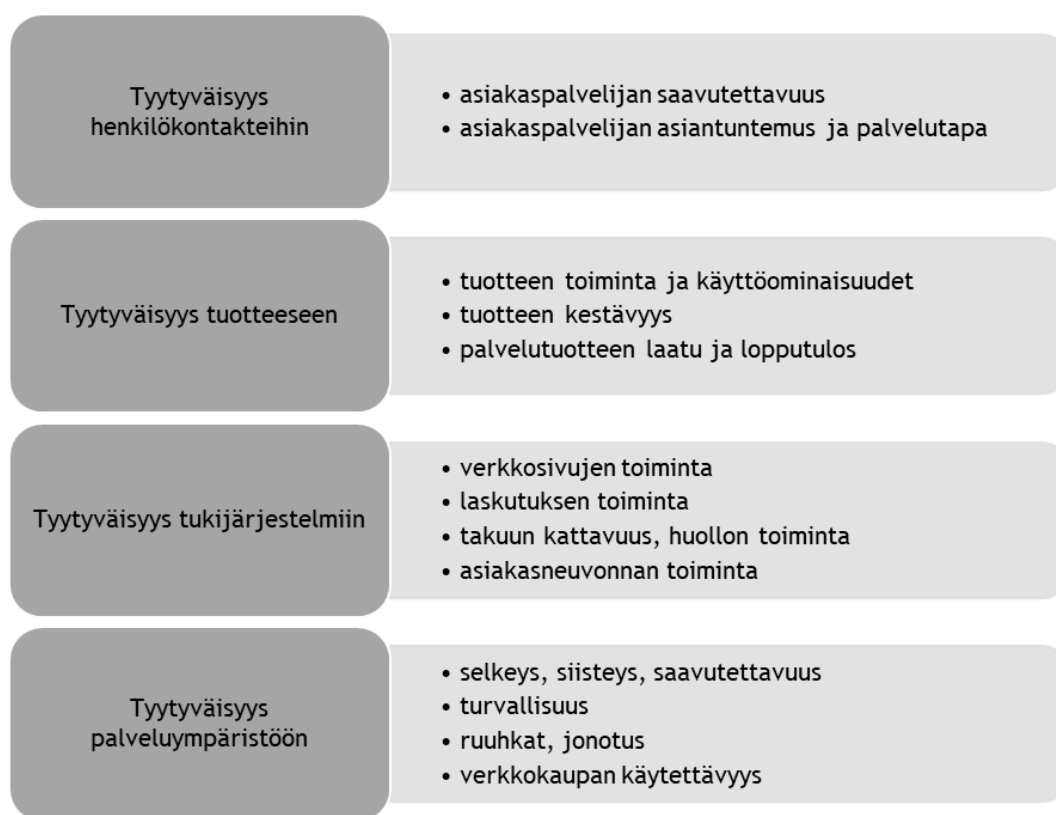 Tyytyväisyys
henkilökontakteihin
• asiakaspalvelijan saavutettavuus
• asiakaspalvelijan asiantuntemus ja palvelutapa
Tyytyväisyys tuotteeseen
• tuotteen toiminta ja käyttöominaisuudet
• tuotteen kestävyys
• palvelutuotteen laatu ja lopputulos
Tyytyväisyys tukijärjestelmiin
• verkkosivujen toiminta
• laskutuksen toiminta
• takuun kattavuus, huollon toiminta
• asiakasneuvonnan toiminta
Tyytyväisyys
palveluympäristöön
• selkeys, siisteys, saavutettavuus
• turvallisuus
• ruuhkat, jonotus
• verkkokaupan käytettävyys